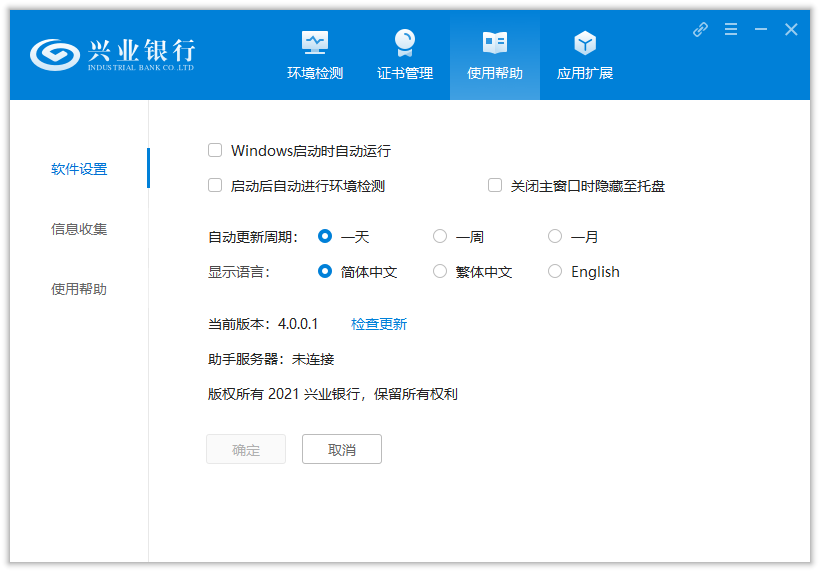 兴业银行
INDUSTRIAL BANK CO.,LTD
环境检测 证书管理 使用帮助 应用扩展
软件设置
信息收集
使用帮助
Windows启动时自动运行
启动后自动进行环境检测 关闭主窗口时隐藏至托盘
自动更新周期： 一天 一周 一月
显示语言： 简体中文 繁体中文 English
当前版本：4.0.0.1 检查更新
助手服务器：未连接
版权所有 2021 兴业银行，保留所有权利
确定 取消